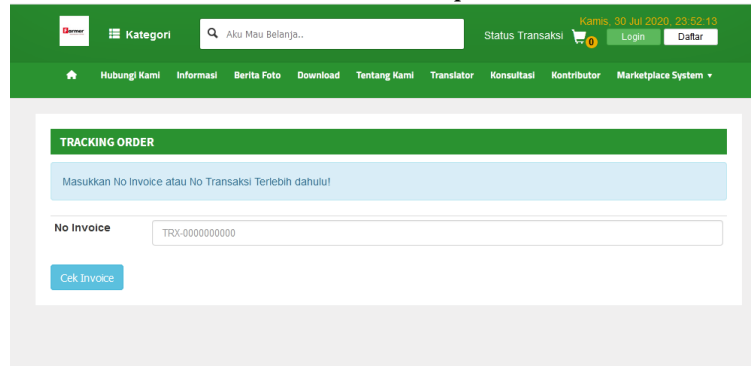 Kamis, 30 Jul 2020, 23:52:13
Farmer
Kategori
Aku Mau Belanja..
Status Transaksi
0
Login
Daftar
Hubungi Kami Informasi Berita Foto Download Tentang Kami Translator Konsultasi Kontributor Marketplace System
TRACKING ORDER
Masukkan No Invoice atau No Transaksi Terlebih dahulu!
No Invoice
TRX-0000000000
Cek Invoice